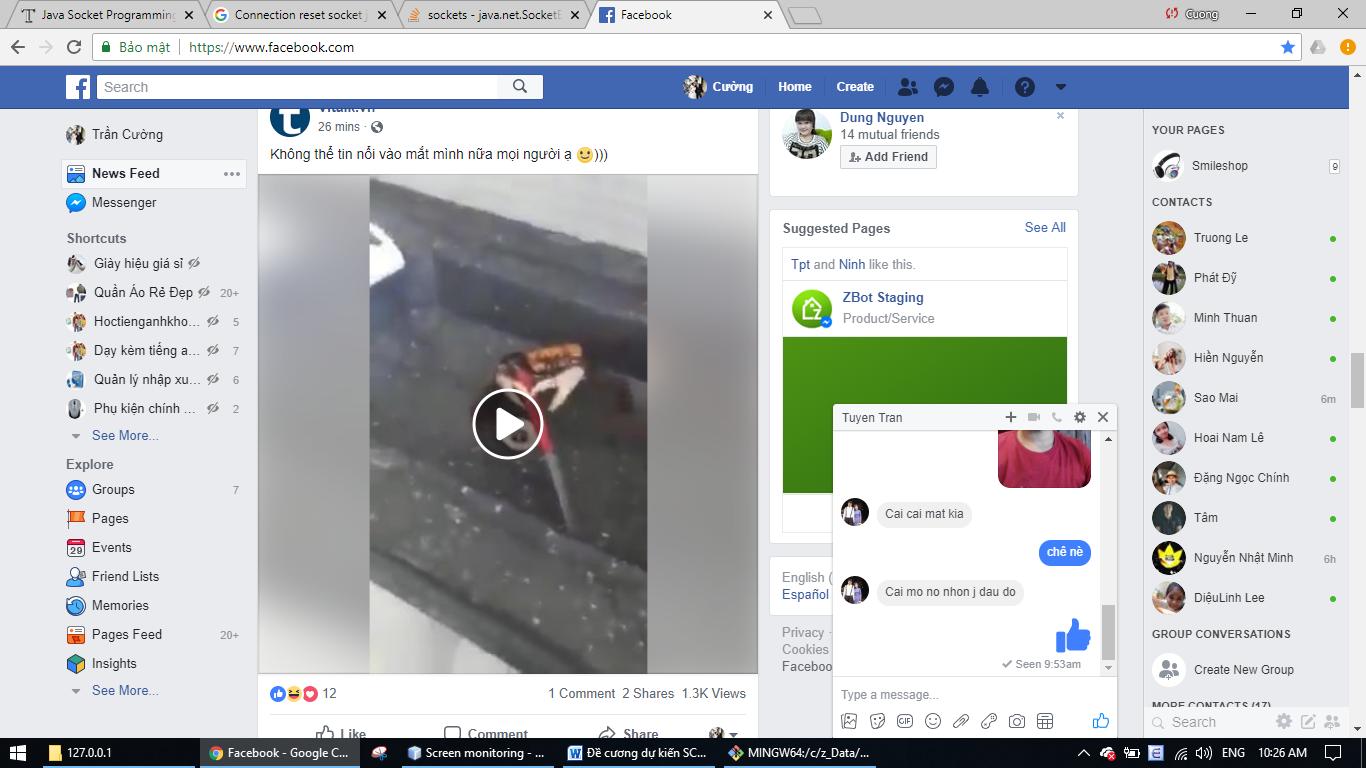 Java Socket Programming
Connection reset socket j
sockets - java.net.SocketE
Facebook
Cuong
Bảo mật
https://www.facebook.com
Search
Cường
Home
Create
Trần Cường
News Feed
Messenger
Shortcuts
Giày hiệu giá sỉ
Quần Áo Rẻ Đẹp 20+
Hoctienganhkho... 5
Dạy kèm tiếng a... 7
Quản lý nhập xu... 6
Phụ kiện chính ... 2
See More...
Explore
Groups 7
Pages
Events
Friend Lists
Memories
Pages Feed 20+
Insights
See More...
26 mins ·
Không thể tin nổi vào mắt mình nữa mọi người ạ 😉)))
12
1 Comment 2 Shares 1.3K Views
Like Comment Share
Dung Nguyen
14 mutual friends
Add Friend
Suggested Pages See All
Tpt and Ninh like this.
ZBot Staging
Product/Service
English (
Español
Privacy ·
Cookies
Faceboo
Tuyen Tran
Cai cai mat kia
chê nè
Cai mo no nhon j dau do
Seen 9:53am
Type a message...
YOUR PAGES
Smileshop 9
CONTACTS
Truong Le
Phát Đỹ
Minh Thuan
Hiền Nguyễn
Sao Mai 6m
Hoai Nam Lê
Đặng Ngọc Chính
Tâm
Nguyễn Nhật Minh 6h
DiệuLinh Lee
GROUP CONVERSATIONS
Create New Group
MORE CONTACTS (17)
Search
127.0.0.1
Facebook - Google C...
Screen monitoring - ...
Đề cương dự kiến SC...
MINGW64:/c/z_Data/...
ENG
10:26 AM